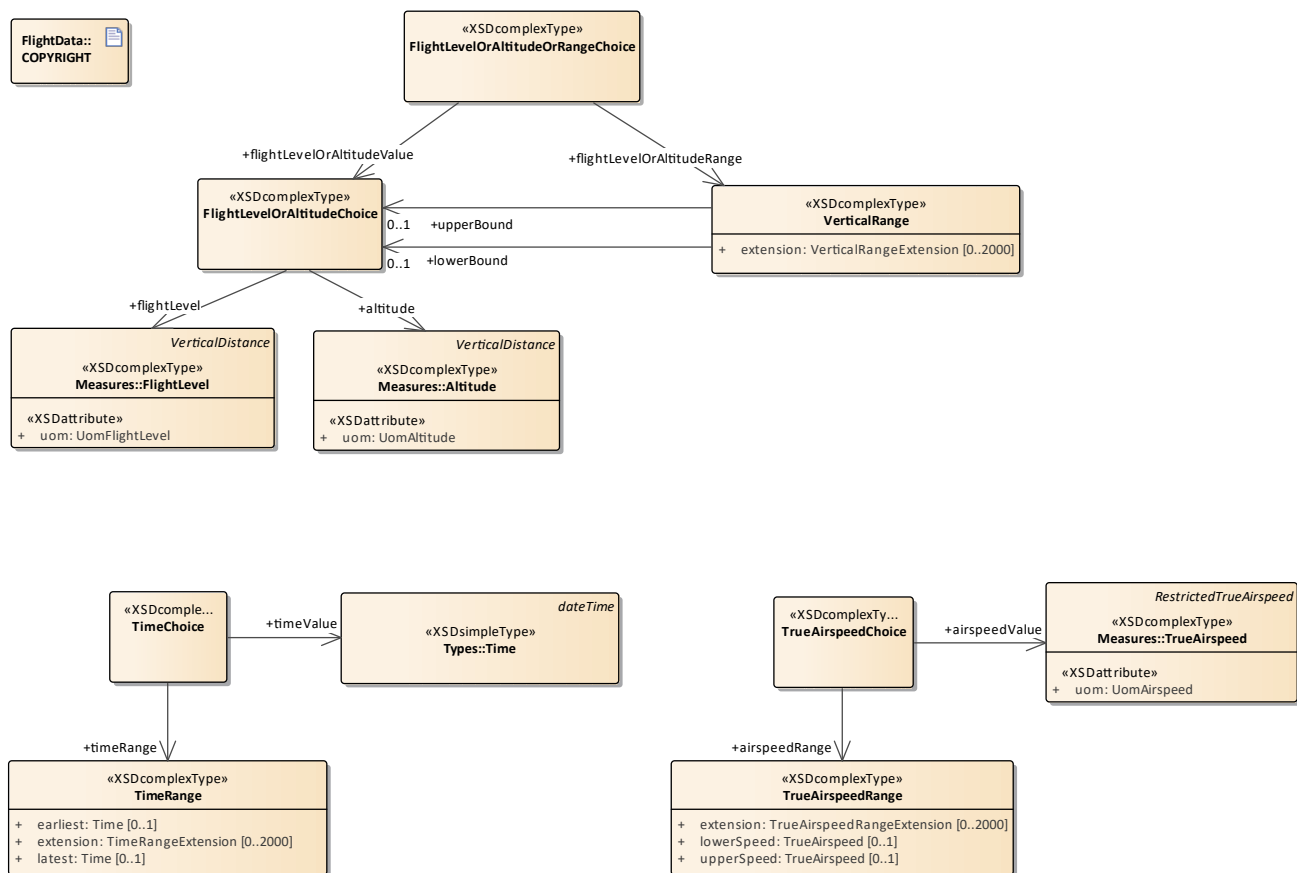 FlightData::
COPYRIGHT
«XSDcomplexType»
FlightLevelOrAltitudeOrRangeChoice
+flightLevelOrAltitudeValue
+flightLevelOrAltitudeRange
«XSDcomplexType»
FlightLevelOrAltitudeChoice
0..1 +upperBound
0..1 +lowerBound
«XSDcomplexType»
VerticalRange
+ extension: VerticalRangeExtension [0..2000]
+flightLevel
+altitude
VerticalDistance
«XSDcomplexType»
Measures::FlightLevel
«XSDattribute»
+ uom: UomFlightLevel
VerticalDistance
«XSDcomplexType»
Measures::Altitude
«XSDattribute»
+ uom: UomAltitude
«XSDcomple...
TimeChoice
+timeValue
dateTime
«XSDsimpleType»
Types::Time
+timeRange
«XSDcomplexType»
TimeRange
+ earliest: Time [0..1]
+ extension: TimeRangeExtension [0..2000]
+ latest: Time [0..1]
«XSDcomplexTy...
TrueAirspeedChoice
+airspeedValue
RestrictedTrueAirspeed
«XSDcomplexType»
Measures::TrueAirspeed
«XSDattribute»
+ uom: UomAirspeed
+airspeedRange
«XSDcomplexType»
TrueAirspeedRange
+ extension: TrueAirspeedRangeExtension [0..2000]
+ lowerSpeed: TrueAirspeed [0..1]
+ upperSpeed: TrueAirspeed [0..1]